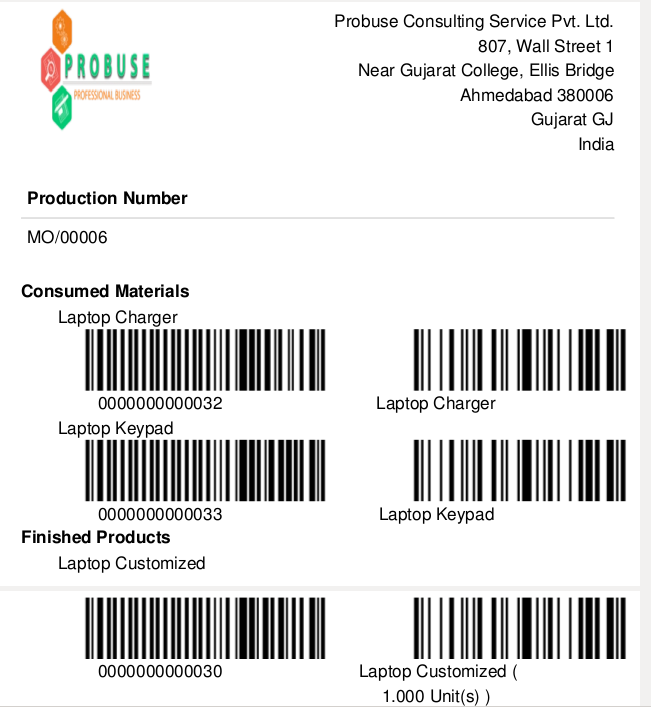 PROBUSE
PROFESSIONAL BUSINESS
Probuse Consulting Service Pvt. Ltd.
807, Wall Street 1
Near Gujarat College, Ellis Bridge
Ahmedabad 380006
Gujarat GJ
India
Production Number
MO/00006
Consumed Materials
Laptop Charger
0000000000032 Laptop Charger
Laptop Keypad
0000000000033 Laptop Keypad
Finished Products
Laptop Customized
0000000000030 Laptop Customized (
1.000 Unit(s) )